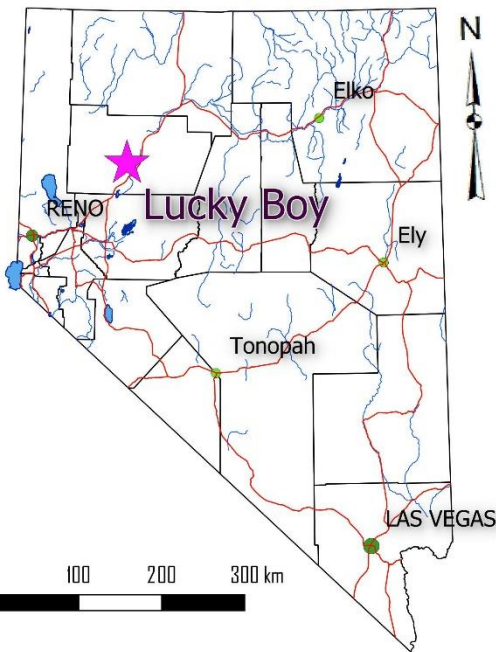 N
Elko
RENO
Lucky Boy
Ely
Tonopah
LAS VEGAS
100 200 300 km